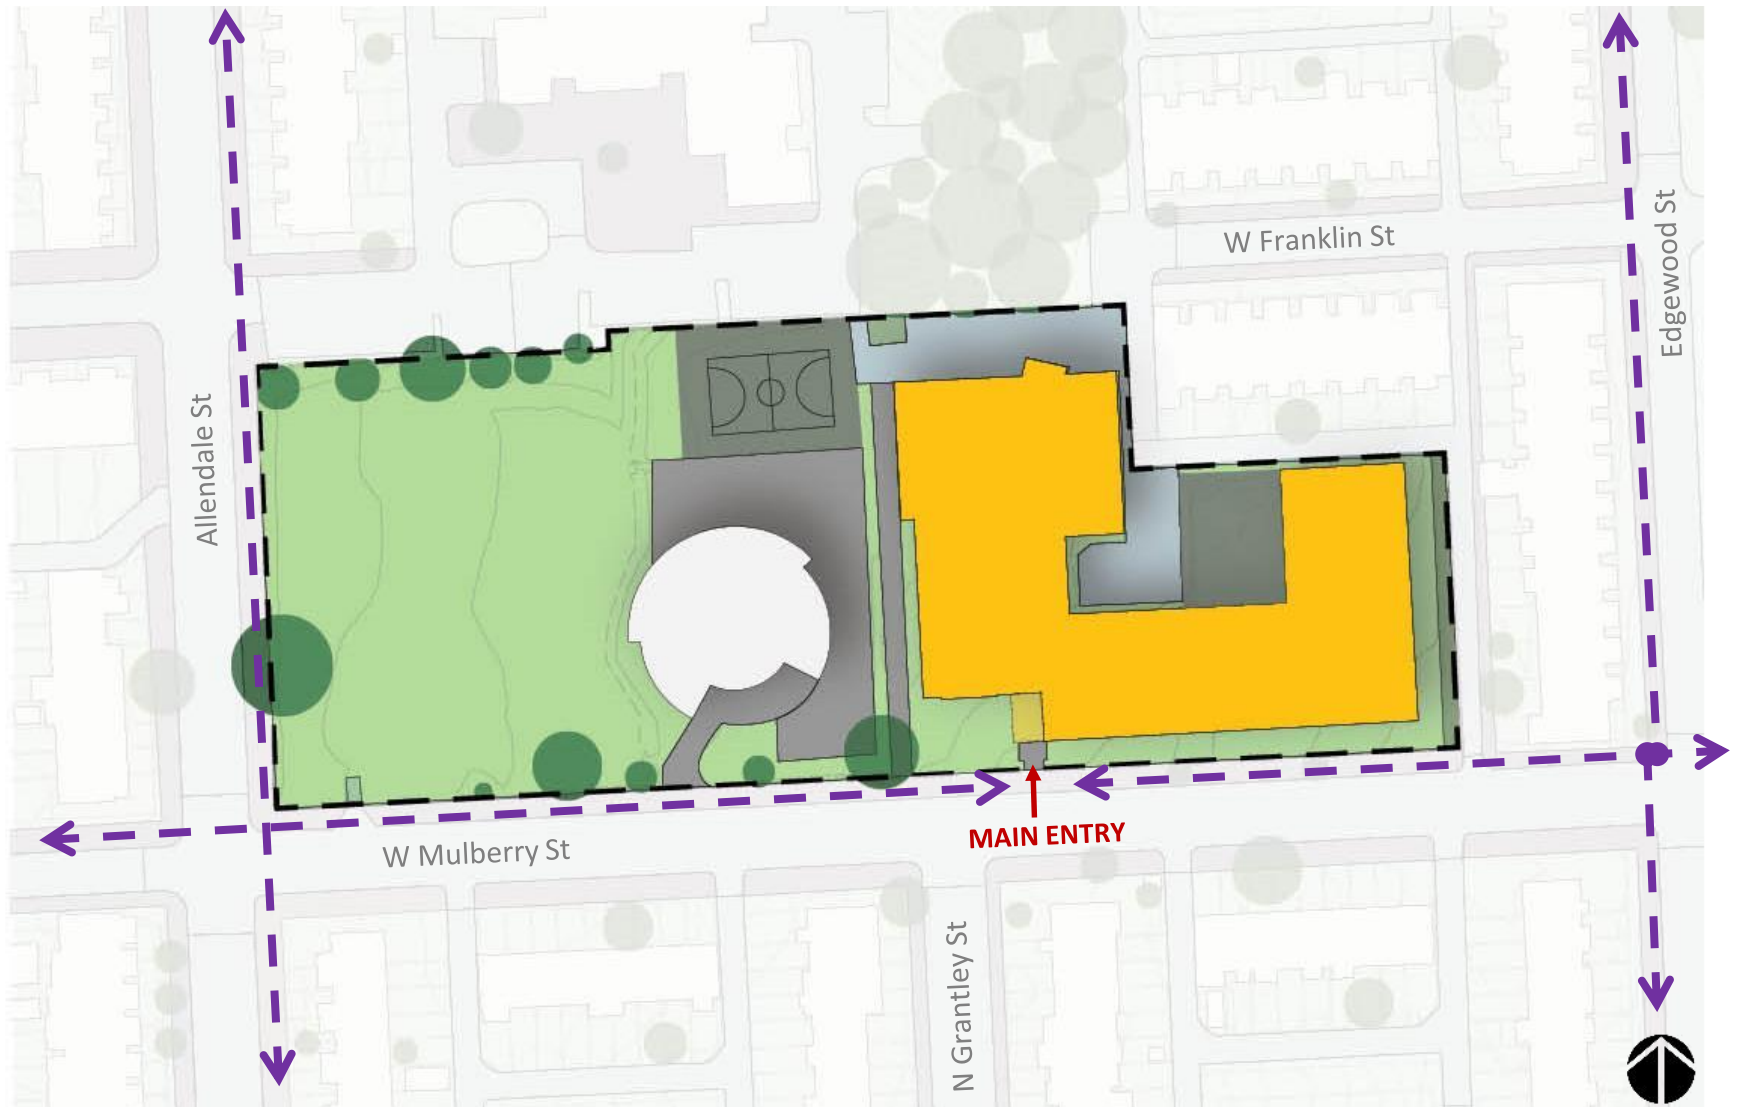 W Franklin St
Edgewood St
Allendale St
MAIN ENTRY
W Mulberry St
N Grantley St